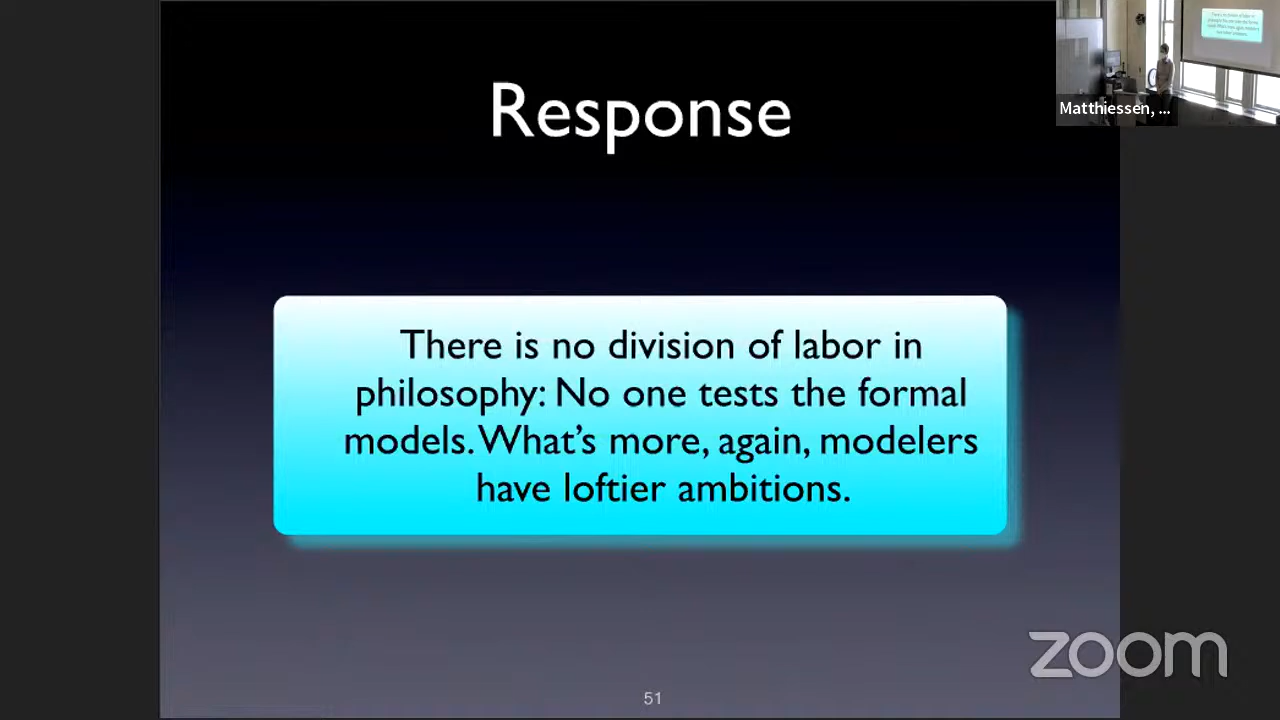 Response
Matthiessen, ...
There is no division of labor in
philosophy: No one tests the formal
models. What's more, again, modelers
have loftier ambitions.
zoom
51